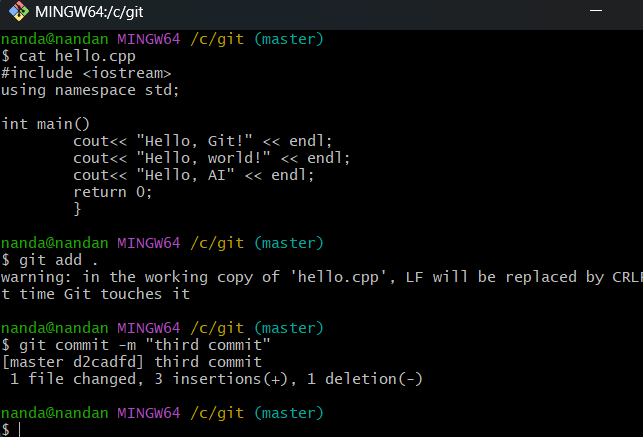 MINGW64:/c/git
nanda@nandan MINGW64 /c/git (master)
$ cat hello.cpp
#include <iostream>
using namespace std;
int main()
cout<< "Hello, Git!" << endl;
cout<< "Hello, world!" << endl;
cout<< "Hello, AI" << endl;
return 0;
}
nanda@nandan MINGW64 /c/git (master)
$ git add .
warning: in the working copy of 'hello.cpp', LF will be replaced by CRLF
t time Git touches it
nanda@nandan MINGW64 /c/git (master)
$ git commit -m "third commit"
[master d2cadfd] third commit
1 file changed, 3 insertions(+), 1 deletion(-)
nanda@nandan MINGW64 /c/git (master)
$